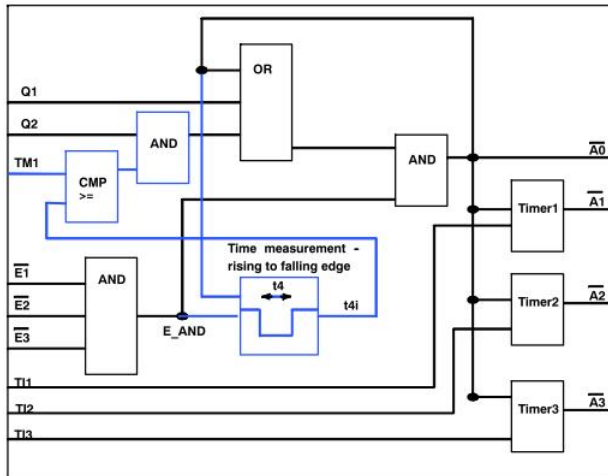 OR
Q1
Q2
AND
TM1
CMP
>=
AND
A0
Timer1
A1
Time measurement -
rising to falling edge
t4
t4i
E1
E2
E3
AND
E_AND
Timer2
A2
TI1
TI2
TI3
Timer3
A3